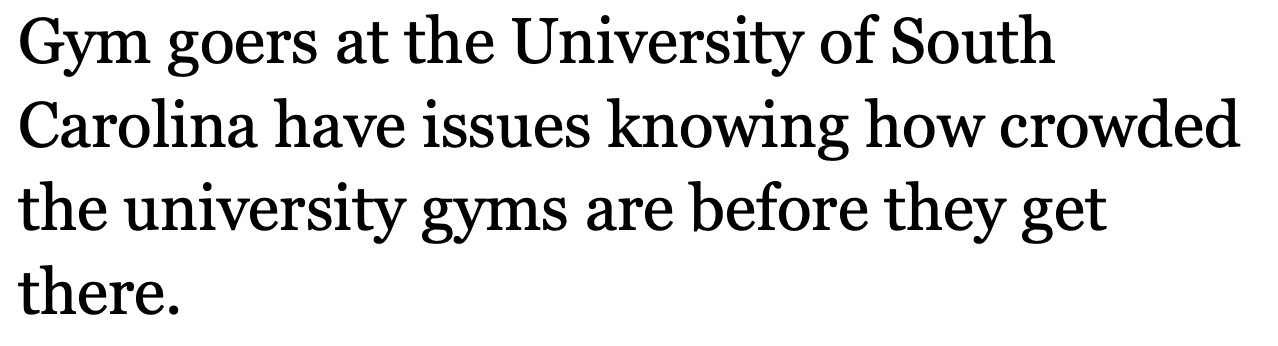 Gym goers at the University of South
Carolina have issues knowing how crowded
the university gyms are before they get
there.